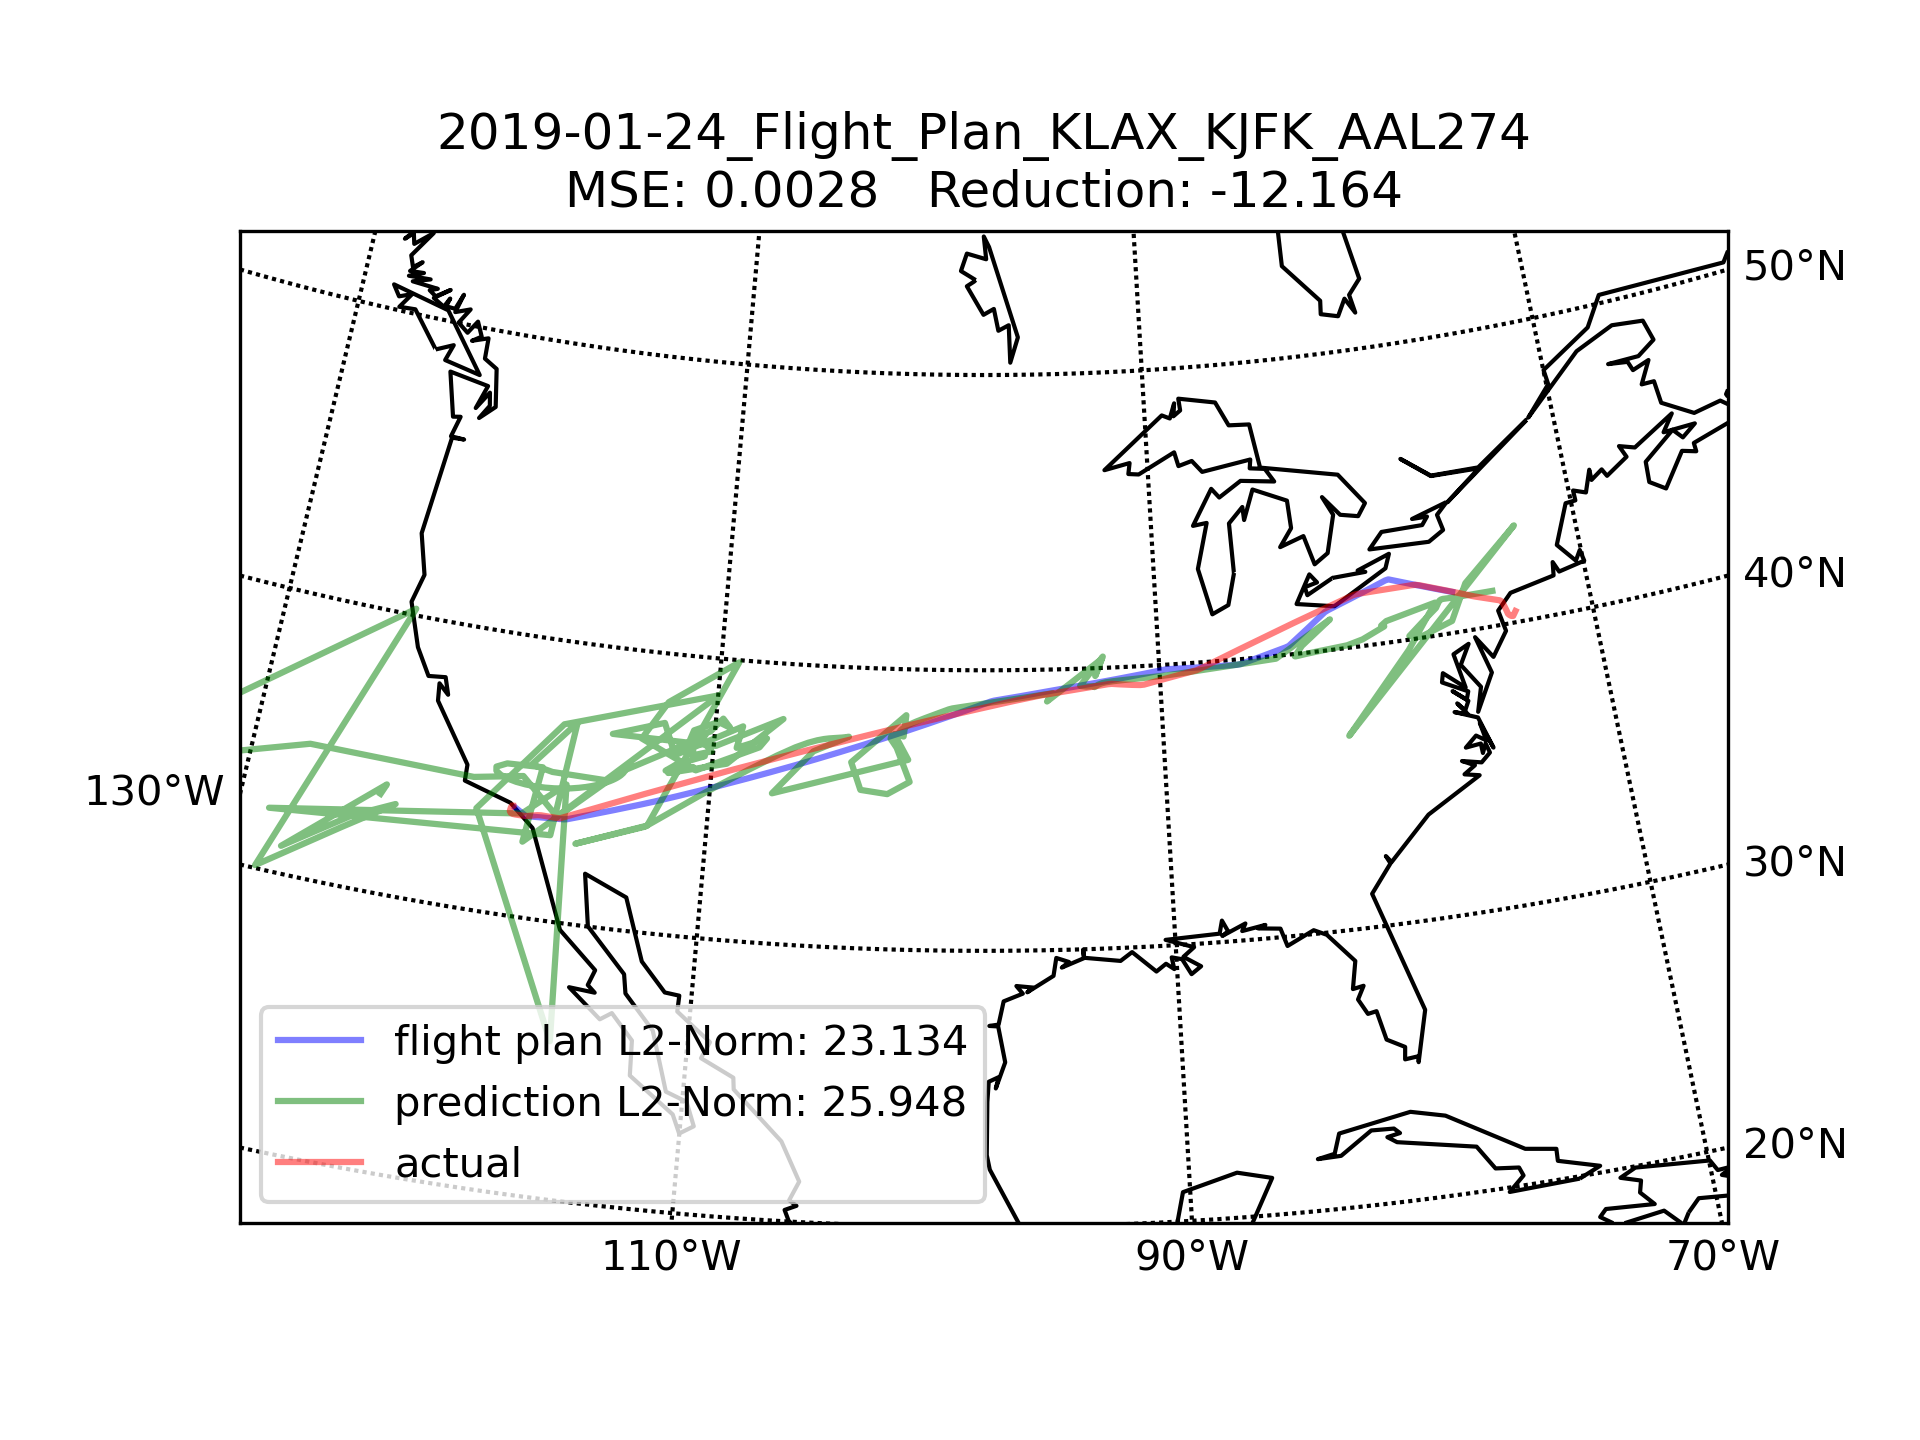 2019-01-24_Flight_Plan_KLAX_KJFK_AAL274
MSE: 0.0028   Reduction: -12.164
50°N
40°N
130°W
30°N
flight plan L2-Norm: 23.134
prediction L2-Norm: 25.948
20°N
actual
110°W
90°W
70°W